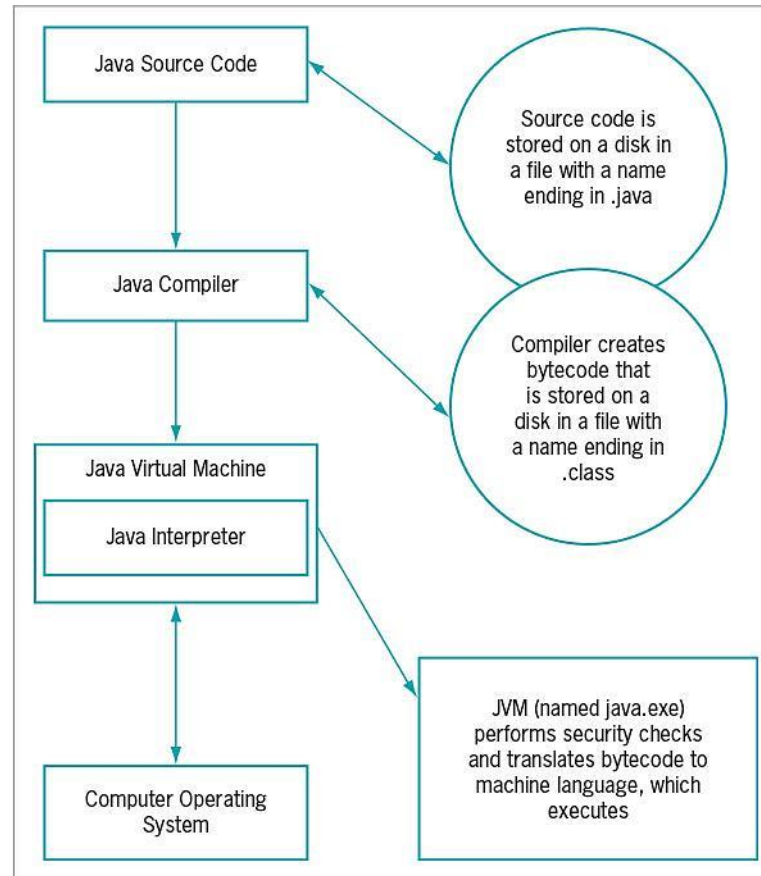 Java Source Code
Source code is
stored on a disk in
a file with a name
ending in .java
Java Compiler
Compiler creates
bytecode that
is stored on a
disk in a file with
a name ending in
.class
Java Virtual Machine
Java Interpreter
JVM (named java.exe)
performs security checks
and translates bytecode to
machine language, which
executes
Computer Operating
System